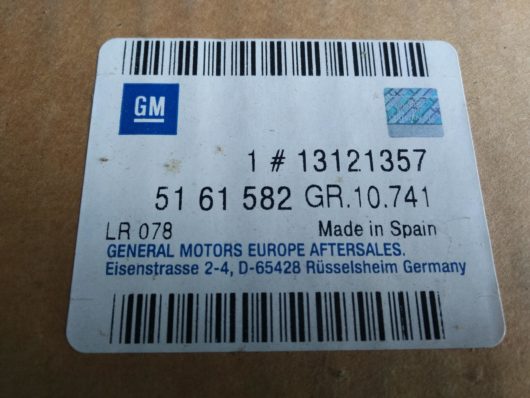 GM
1 # 13121357
51 61 582 GR.10.741
LR 078 Made in Spain
GENERAL MOTORS EUROPE AFTERSALES.
Eisenstrasse 2-4, D-65428 Rüsselsheim Germany